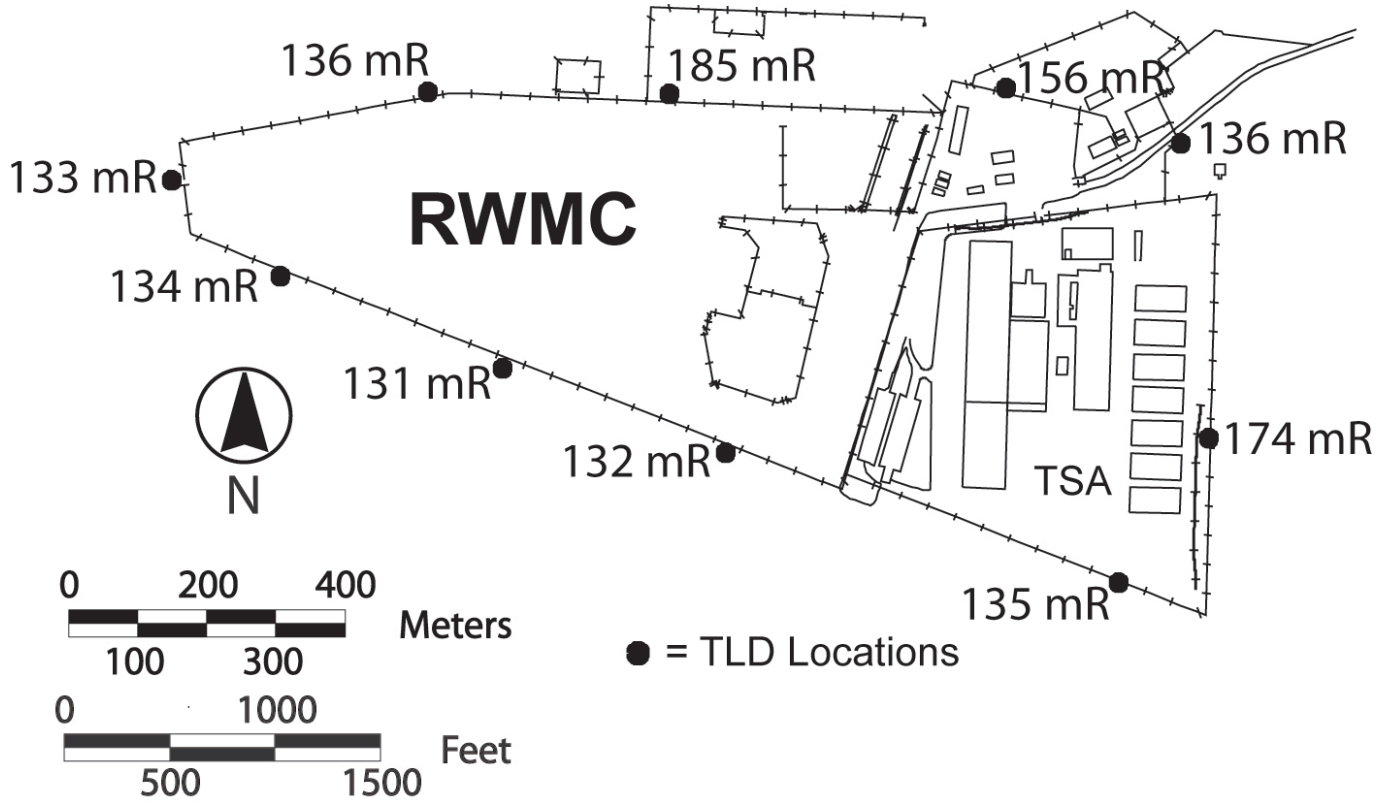 136 mR
185 mR
156 mR
136 mR
133 mR
RWMC
134 mR
131 mR
132 mR
174 mR
TSA
N
135 mR
0 200 400
Meters
100 300
= TLD Locations
0 1000
Feet
500 1500